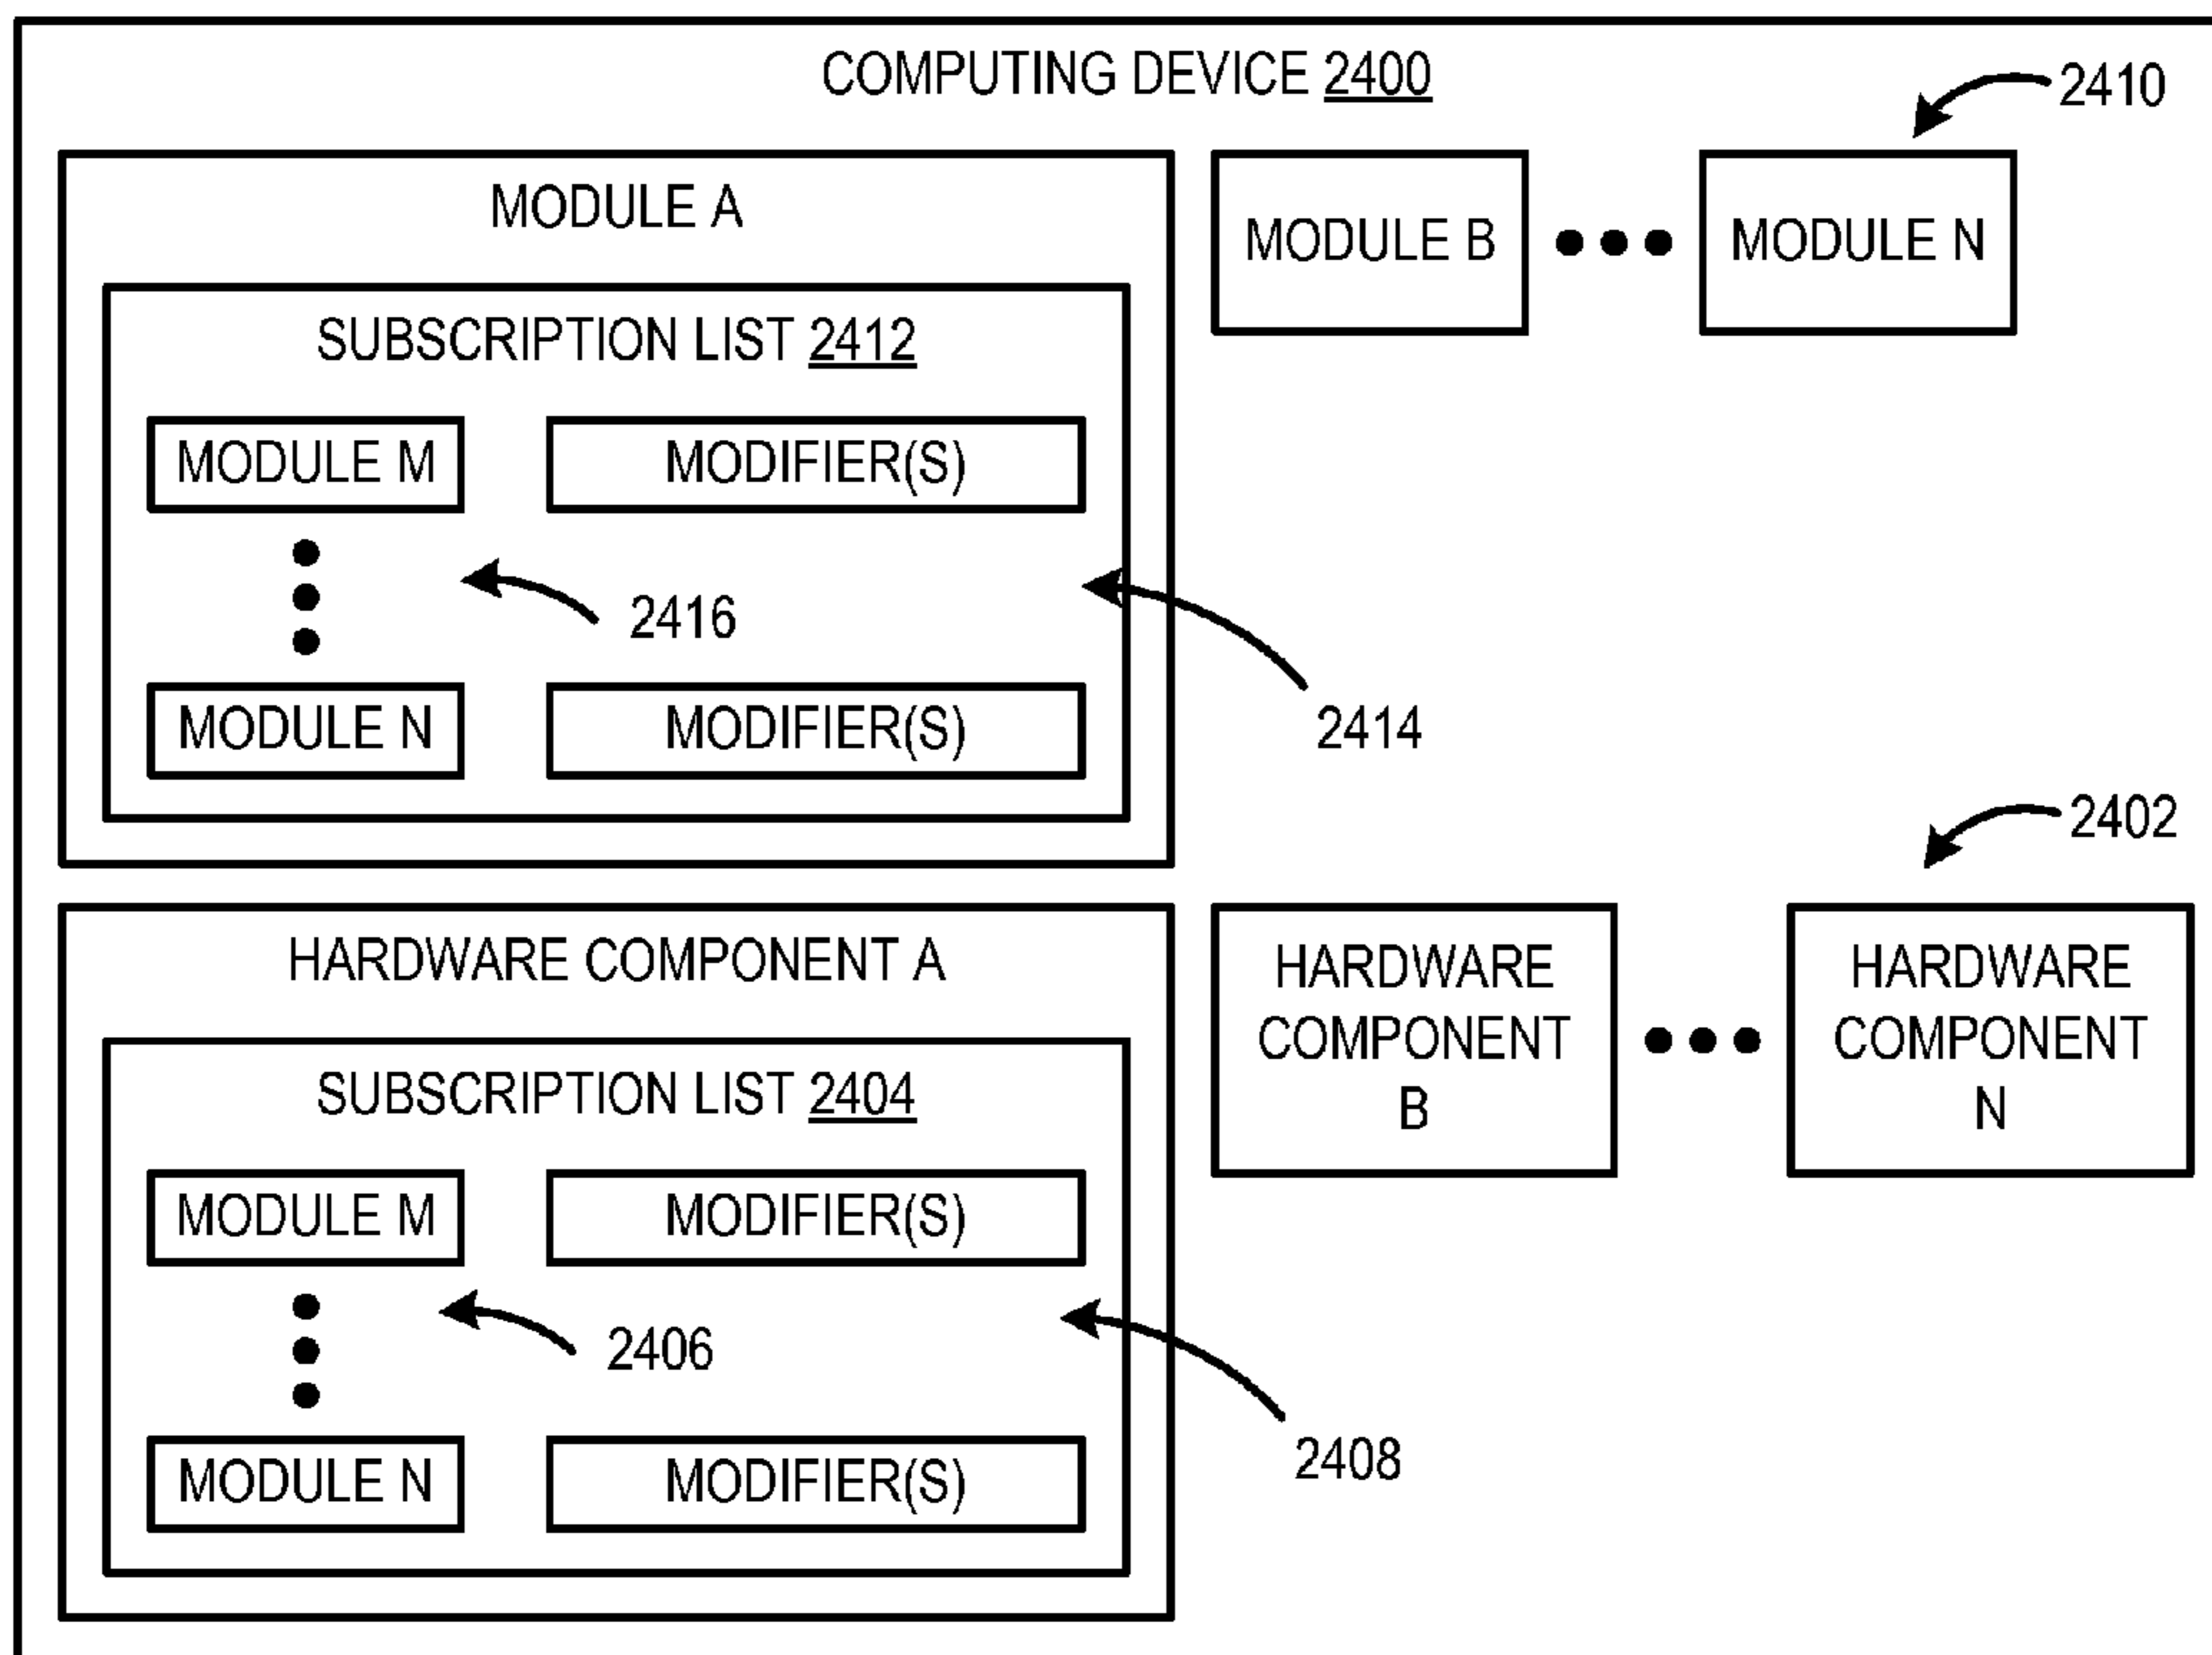 COMPUTING DEVICE 2400
2410
MODULE A
MODULE B
MODULE N
SUBSCRIPTION LIST 2412
MODULE M
MODIFIER(S)
2416
2414
MODULE N
MODIFIER(S)
2402
HARDWARE COMPONENT A
HARDWARE
COMPONENT
B
HARDWARE
COMPONENT
N
SUBSCRIPTION LIST 2404
MODULE M
MODIFIER(S)
2406
2408
MODULE N
MODIFIER(S)